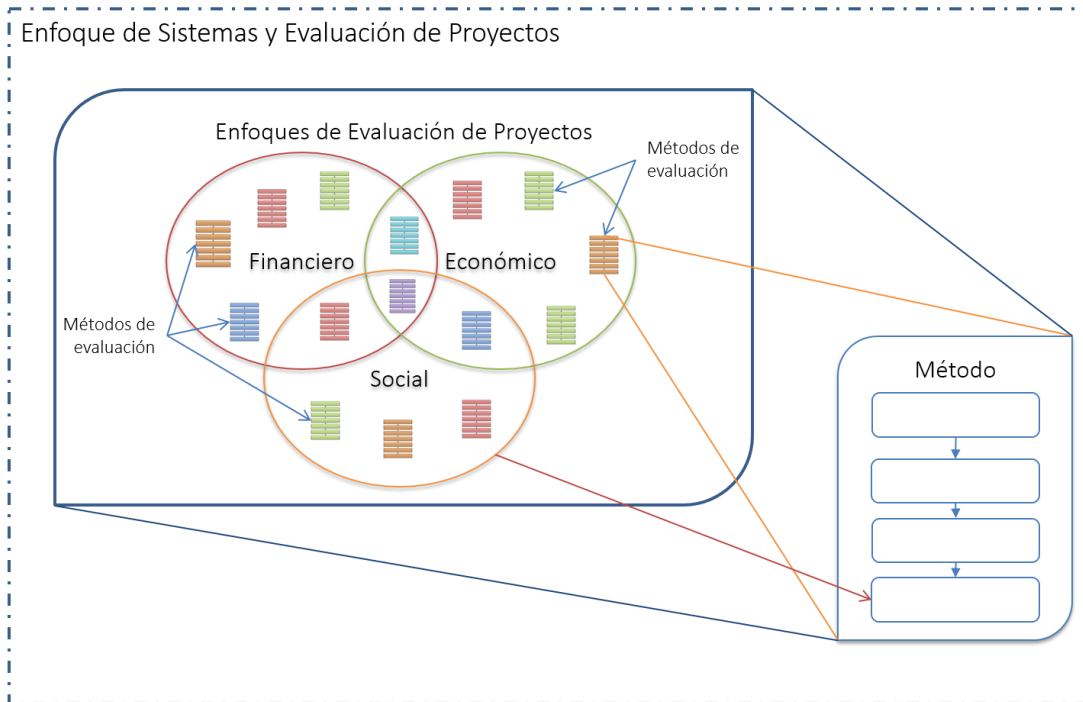 Enfoque de Sistemas y Evaluación de Proyectos
Enfoques de Evaluación de Proyectos
Métodos de
evaluación
Financiero
Económico
Métodos de
evaluación
Social
Método